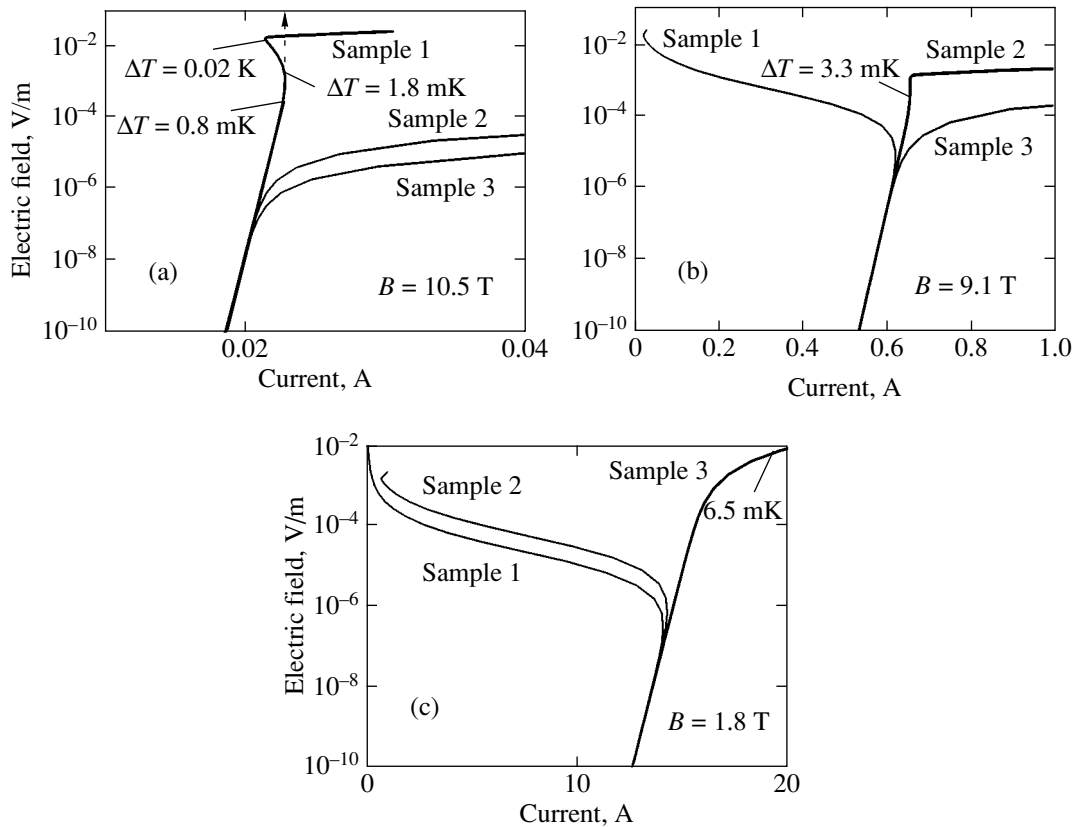 10⁻²
10⁻⁴
10⁻⁶
10⁻⁸
10⁻¹⁰
Electric field, V/m
Sample 1
ΔT = 0.02 K
ΔT = 1.8 mK
ΔT = 0.8 mK
Sample 2
Sample 3
(a)
B = 10.5 T
0.02
0.04
Current, A
10⁻²
10⁻⁴
10⁻⁶
10⁻⁸
10⁻¹⁰
Sample 1
Sample 2
ΔT = 3.3 mK
Sample 3
(b)
B = 9.1 T
0
0.2
0.4
0.6
0.8
1.0
Current, A
10⁻²
10⁻⁴
10⁻⁶
10⁻⁸
10⁻¹⁰
Electric field, V/m
Sample 3
Sample 2
6.5 mK
Sample 1
(c)
B = 1.8 T
0
10
20
Current, A